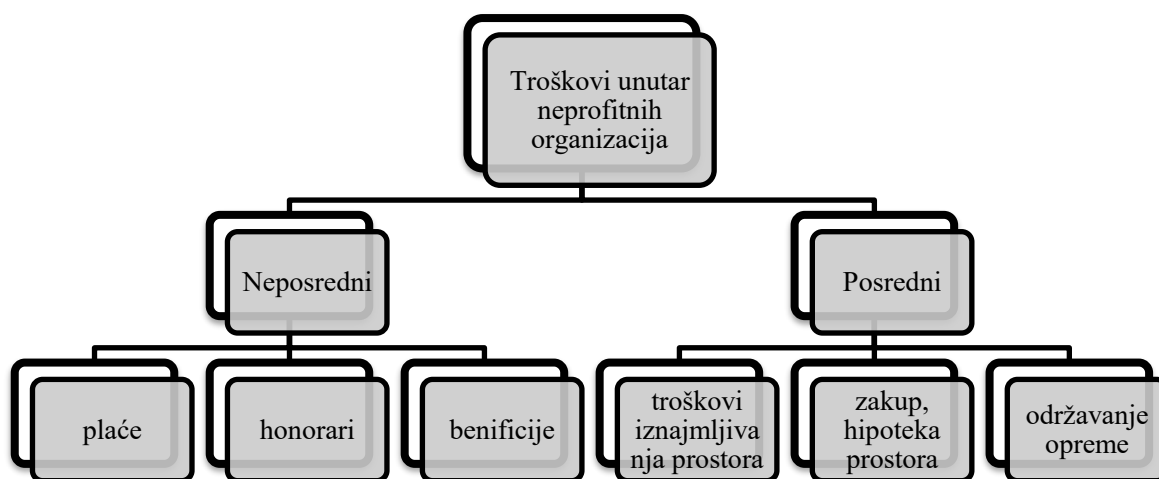 Troškovi unutar
neprofitnih
organizacija
Neposredni
Posredni
plaće
honorari
benificije
troškovi
iznajmljiva
nja prostora
zakup,
hipoteka
prostora
održavanje
opreme